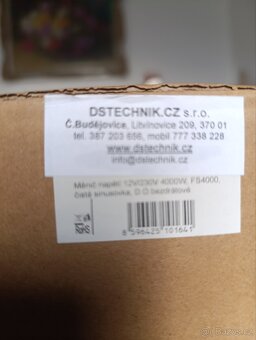 DSTECHNIK.CZ s.r.o.
Č.Budějovice, Litvínovice 209, 370 01
tel. 387 203 656, mobil 777 338 228
www.dstechnik.cz
info@dstechnik.cz
Měnič napětí 12V/230V 4000W, FS4000,
čistá sinusovka, D.O.bezdrátové
8 596425 101641